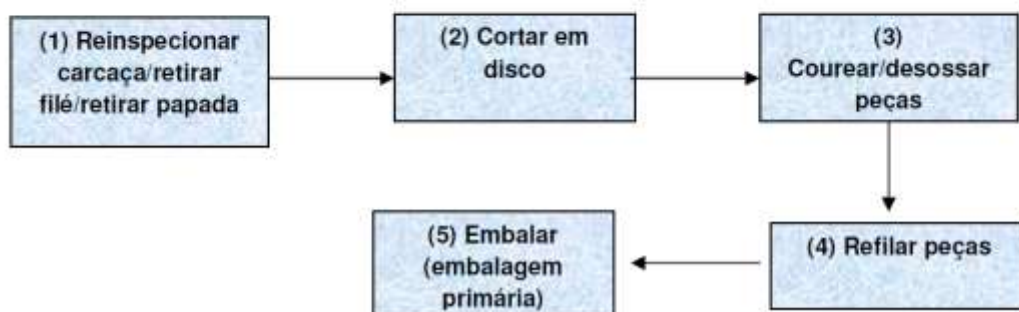 (1) Reinspecionar
carcaça/retirar
filé/retirar papada
(2) Cortar em
disco
(3)
Courear/desossar
peças
(4) Refilar peças
(5) Embalar
(embalagem
primária)